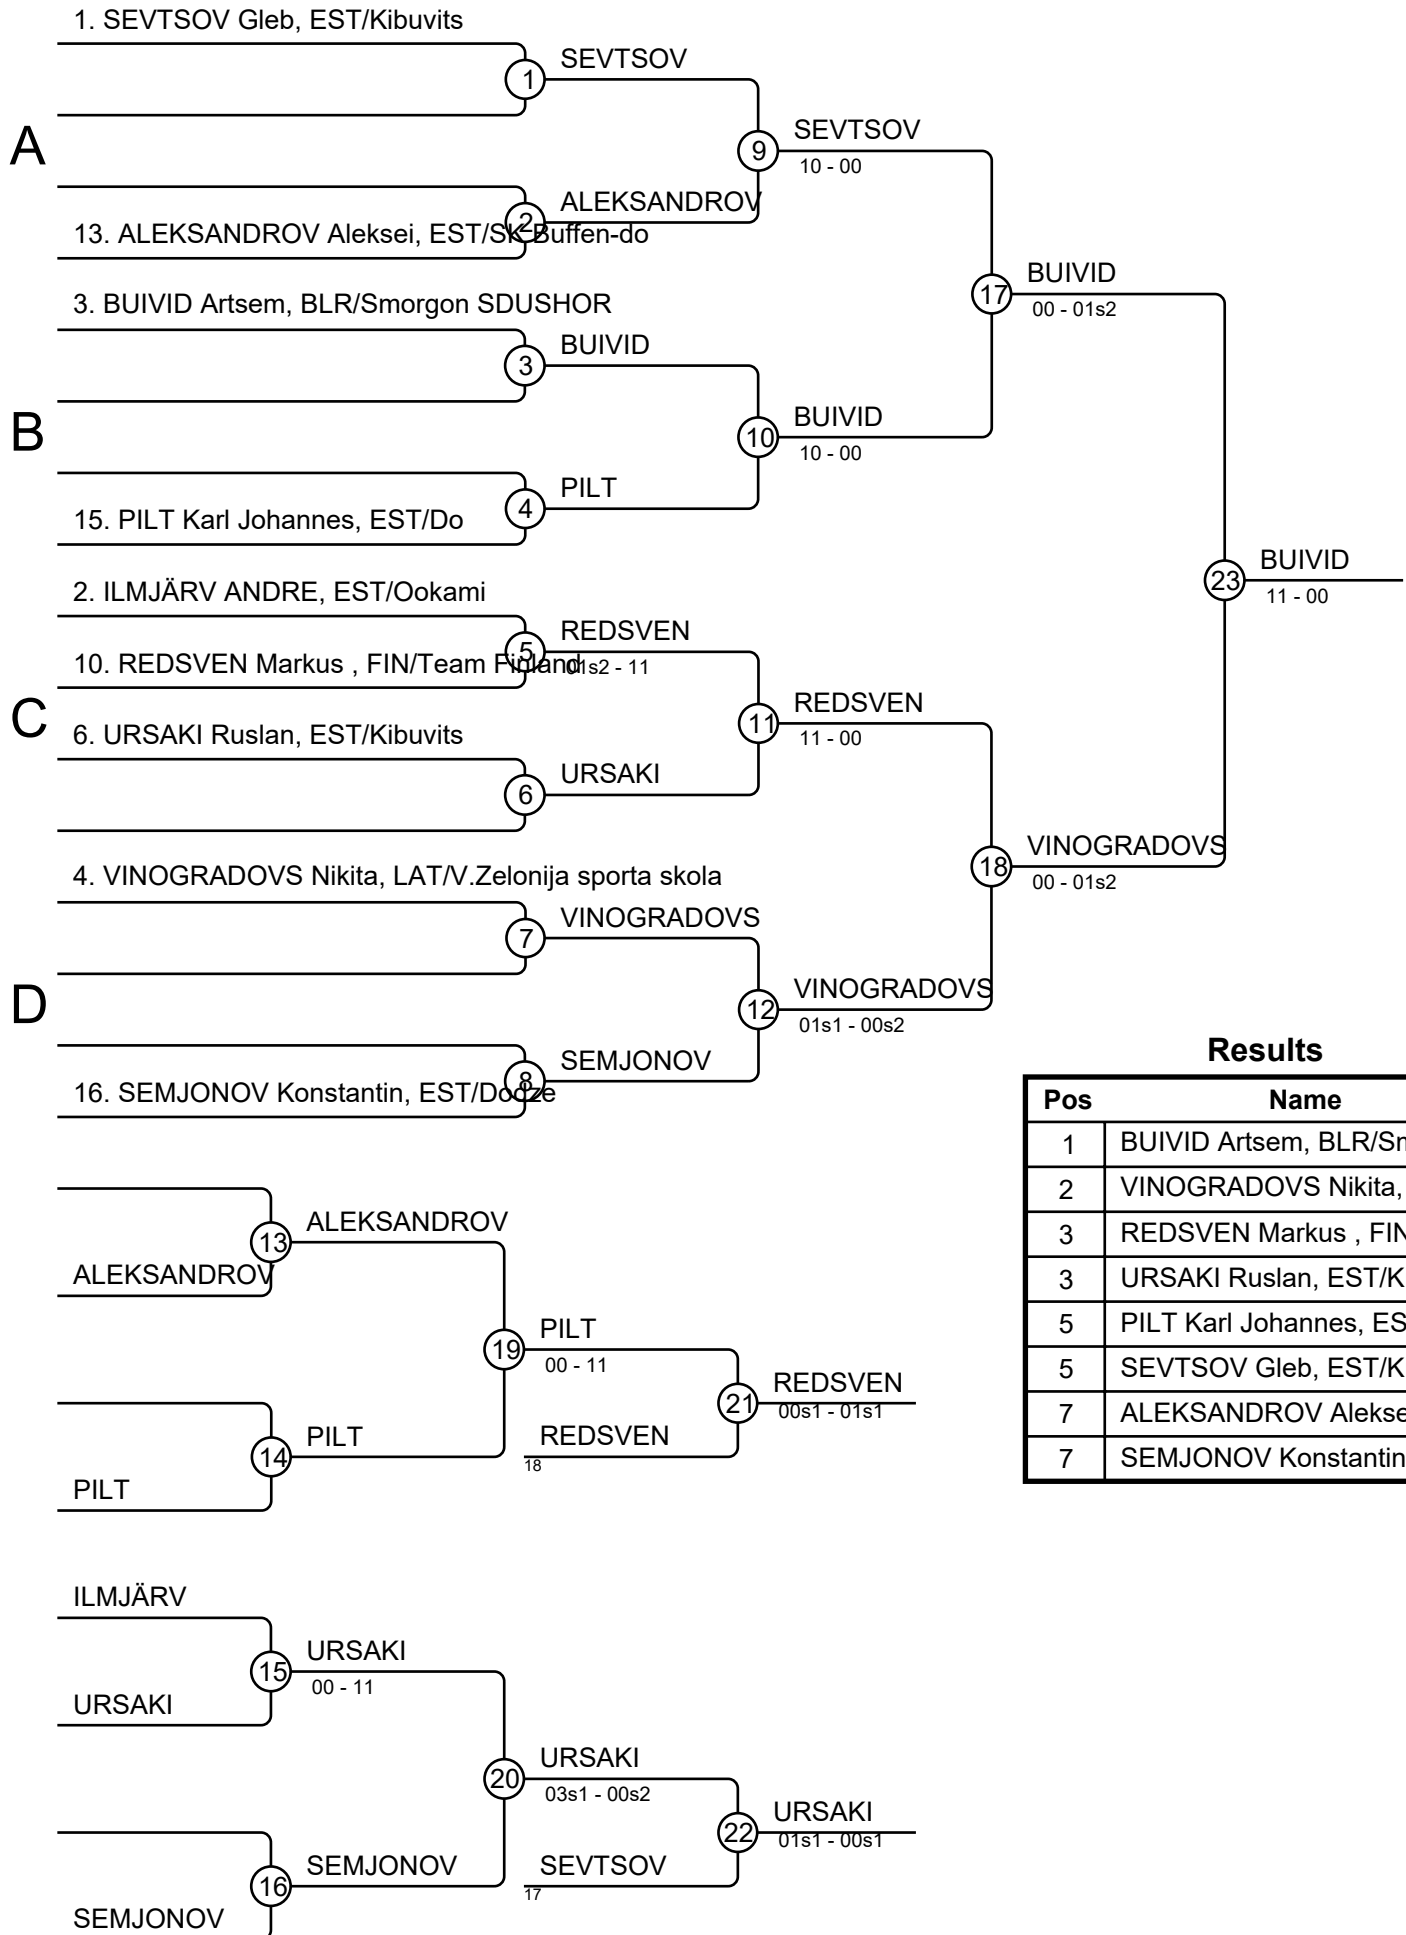 1. SEVTSOV Gleb, EST/Kibuvits
SEVTSOV
1
A
SEVTSOV
9
10 - 00
ALEKSANDROV
2
13. ALEKSANDROV Aleksei, EST/SK Buffen-do
BUIVID
17
00 - 01s2
3. BUIVID Artsem, BLR/Smorgon SDUSHOR
BUIVID
3
B
BUIVID
10
10 - 00
PILT
4
15. PILT Karl Johannes, EST/Do
BUIVID
23
11 - 00
2. ILMJÄRV ANDRE, EST/Ookami
REDSVEN
5
01s2 - 11
10. REDSVEN Markus , FIN/Team Finland
C
REDSVEN
11
11 - 00
6. URSAKI Ruslan, EST/Kibuvits
URSAKI
6
VINOGRADOVS
18
00 - 01s2
4. VINOGRADOVS Nikita, LAT/V.Zelonija sporta skola
VINOGRADOVS
7
D
VINOGRADOVS
12
01s1 - 00s2
SEMJONOV
8
16. SEMJONOV Konstantin, EST/Dodze
Results
Pos Name
1 BUIVID Artsem, BLR/Sm
2 VINOGRADOVS Nikita,
3 REDSVEN Markus , FIN
3 URSAKI Ruslan, EST/K
5 PILT Karl Johannes, ES
5 SEVTSOV Gleb, EST/K
7 ALEKSANDROV Alekse
7 SEMJONOV Konstantin
ALEKSANDROV
13
ALEKSANDROV
PILT
19
00 - 11
REDSVEN
21
00s1 - 01s1
REDSVEN
18
PILT
14
PILT
ILMJÄRV
URSAKI
15
00 - 11
URSAKI
URSAKI
20
03s1 - 00s2
URSAKI
22
01s1 - 00s1
SEVTSOV
17
SEMJONOV
16
SEMJONOV